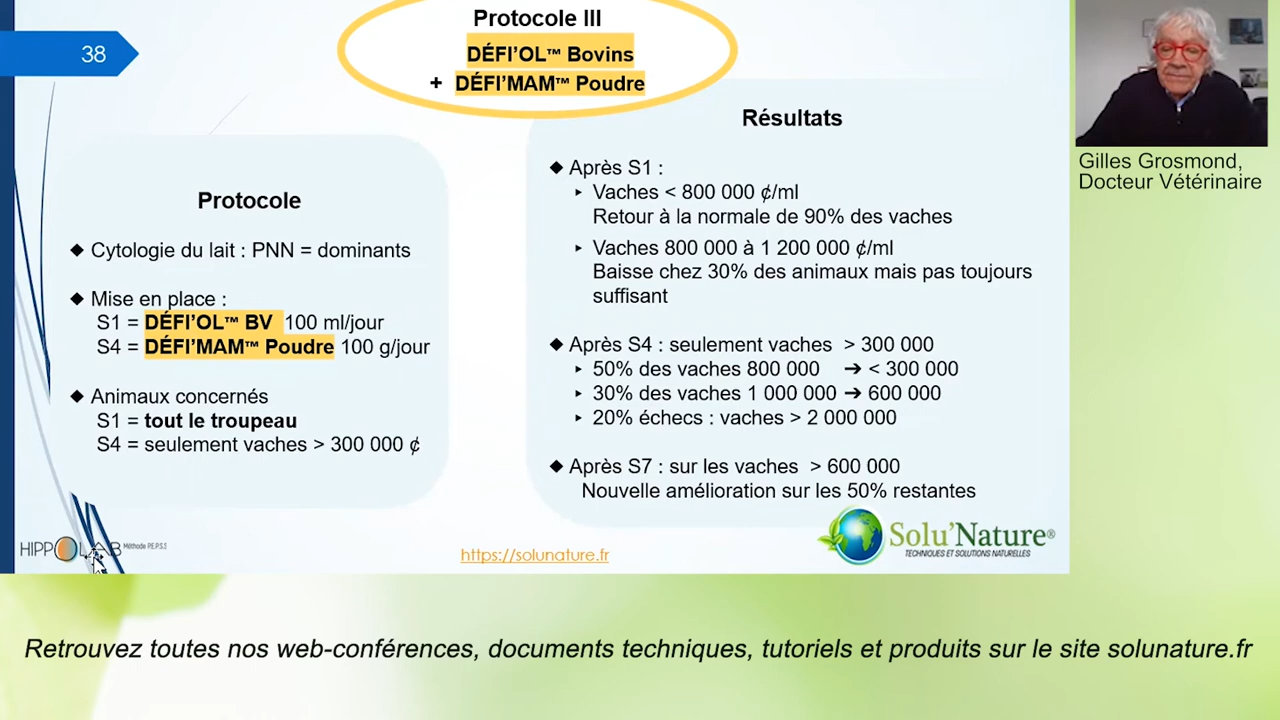 38
Protocole III
DÉFI'OL™ Bovins
+ DÉFI'MAM™ Poudre
Protocole
◆ Cytologie du lait : PNN = dominants
◆ Mise en place :
S1 = DÉFI'OL™ BV 100 ml/jour
S4 = DÉFI'MAM™ Poudre 100 g/jour
◆ Animaux concernés
S1 = tout le troupeau
S4 = seulement vaches > 300 000 ¢
Résultats
◆ Après S1 :
▸ Vaches < 800 000 ¢/ml
Retour à la normale de 90% des vaches
▸ Vaches 800 000 à 1 200 000 ¢/ml
Baisse chez 30% des animaux mais pas toujours
suffisant
◆ Après S4 : seulement vaches > 300 000
▸ 50% des vaches 800 000 → < 300 000
▸ 30% des vaches 1 000 000 → 600 000
▸ 20% échecs : vaches > 2 000 000
◆ Après S7 : sur les vaches > 600 000
Nouvelle amélioration sur les 50% restantes
HIPPOLAB Méthode P.E.P.S.S
https://solunature.fr
Solu'Nature®
TECHNIQUES ET SOLUTIONS NATURELLES
Gilles Grosmond,
Docteur Vétérinaire
Retrouvez toutes nos web-conférences, documents techniques, tutoriels et produits sur le site solunature.fr